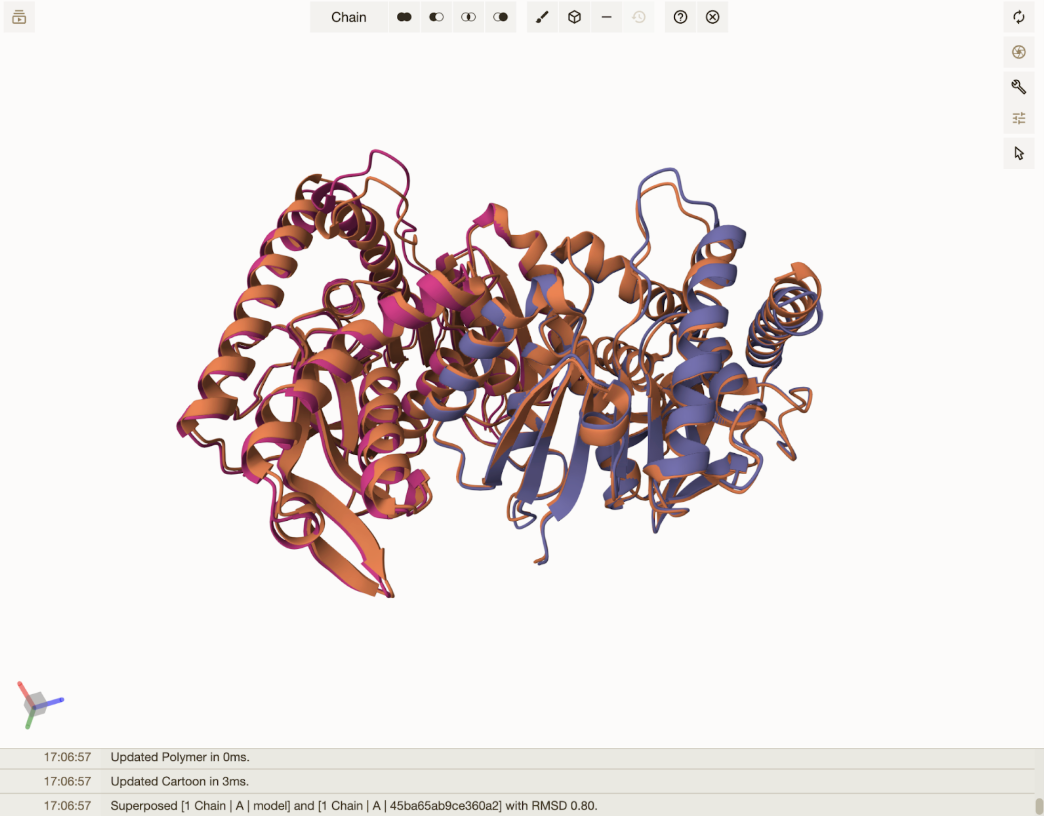 Chain
17:06:57 Updated Polymer in 0ms.
17:06:57 Updated Cartoon in 3ms.
17:06:57 Superposed [1 Chain | A | model] and [1 Chain | A | 45ba65ab9ce360a2] with RMSD 0.80.